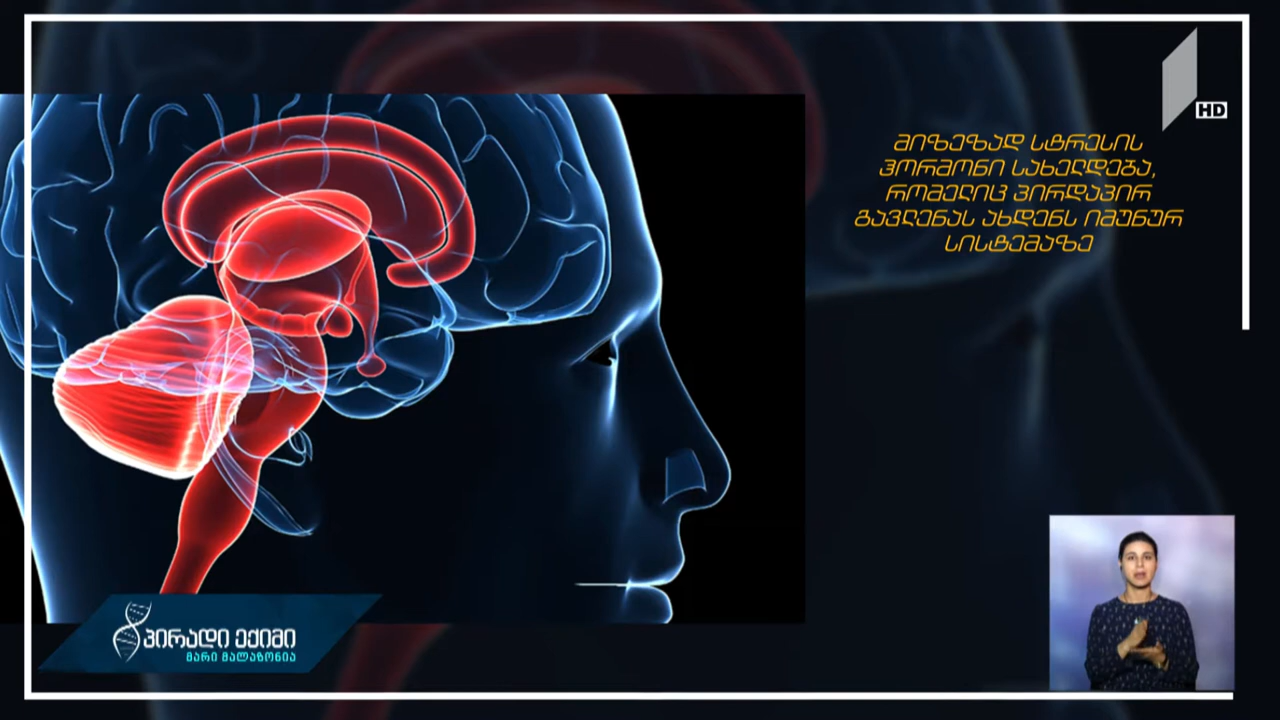 მიზეზად სტრესის
ჰორმონი სახელდება,
რომელიც პირდაპირ
გავლენას ახდენს იმუნურ
სისტემაზე
HD
პირადი ექიმი
მარი მალაზონია